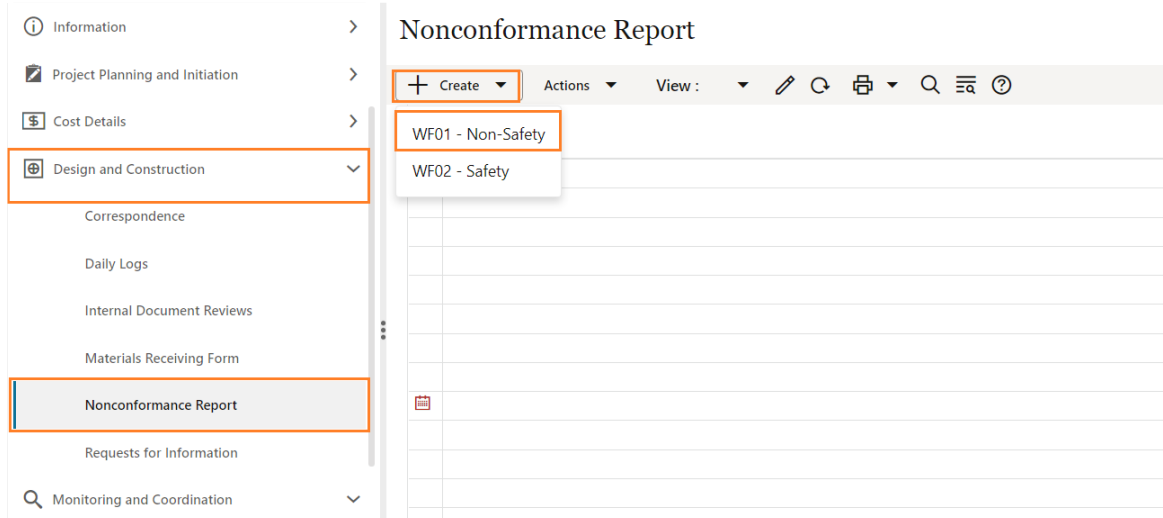 Information
Project Planning and Initiation
Cost Details
Design and Construction
Correspondence
Daily Logs
Internal Document Reviews
Materials Receiving Form
Nonconformance Report
Requests for Information
Monitoring and Coordination
Nonconformance Report
Create
Actions
View :
WF01 - Non-Safety
WF02 - Safety